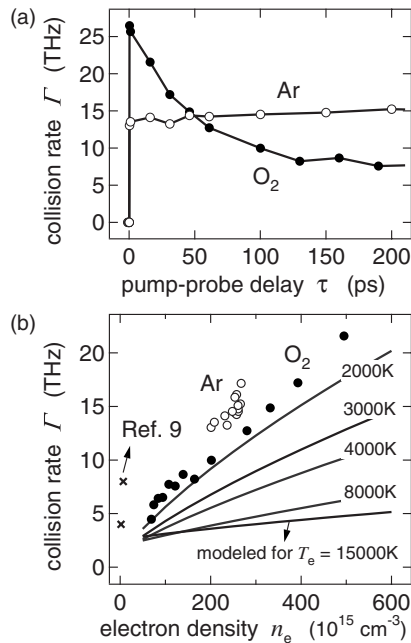 (a)
collision rate Γ (THz)
25
20
15
10
5
0
Ar
O2
0 50 100 150 200
pump-probe delay τ (ps)
(b)
collision rate Γ (THz)
20
15
10
5
0
Ar
O2
Ref. 9
2000K
3000K
4000K
8000K
modeled for Te = 15000K
0 200 400 600
electron density ne (10^15 cm^-3)